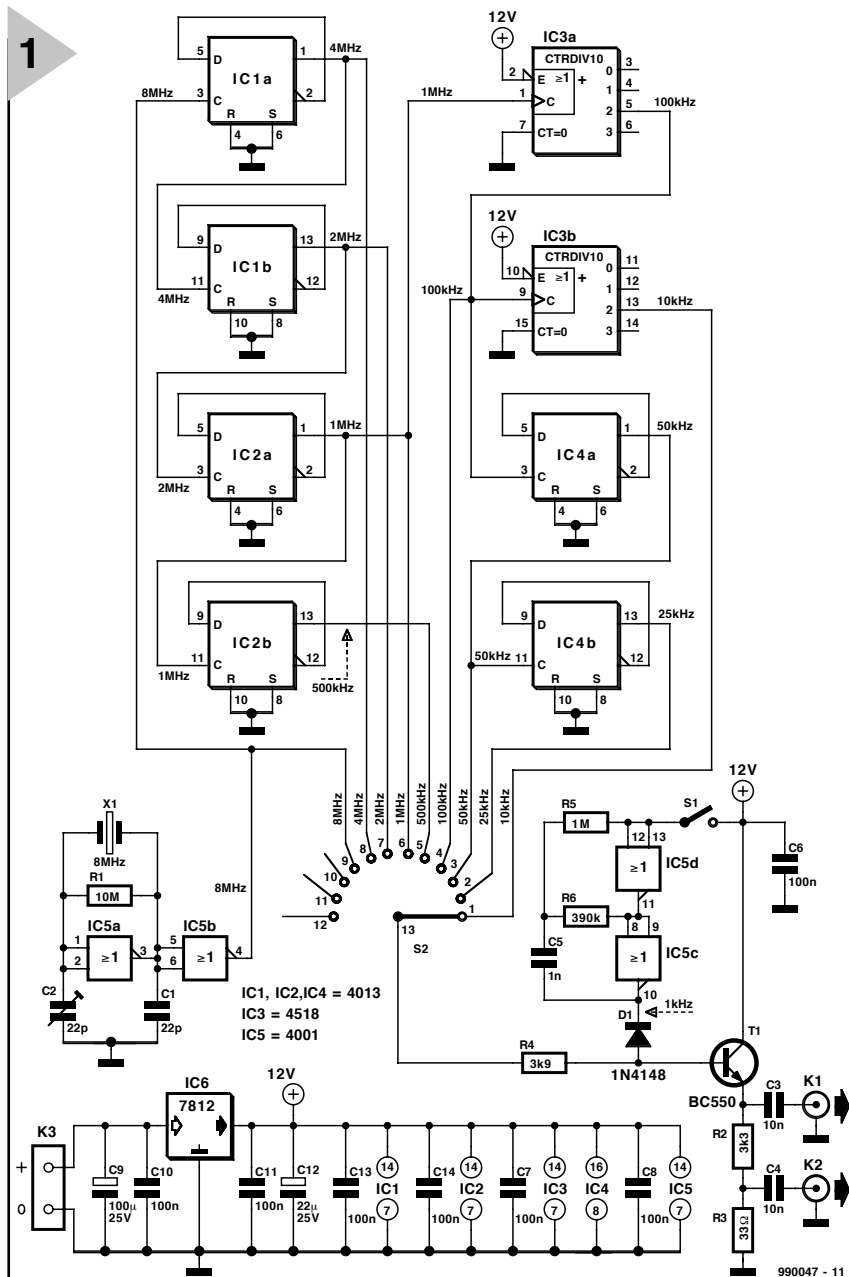 1
5
D
3
C
IC1a
1
2
R
S
4
6
8MHz
4MHz
9
D
11
C
IC1b
13
12
R
S
10
8
4MHz
2MHz
5
D
3
C
IC2a
1
2
R
S
4
6
2MHz
1MHz
9
D
11
C
IC2b
13
12
R
S
10
8
1MHz
500kHz
12V
IC3a
CTRDIV10
2
E
≥1
+
1
C
7
CT=0
0
3
1
4
2
5
3
6
1MHz
100kHz
12V
IC3b
CTRDIV10
10
E
≥1
+
9
C
15
CT=0
0
11
1
12
2
13
3
14
100kHz
10kHz
5
D
3
C
IC4a
1
2
R
S
4
6
50kHz
9
D
11
C
IC4b
13
12
R
S
10
8
50kHz
25kHz
8MHz
4MHz
2MHz
1MHz
500kHz
100kHz
50kHz
25kHz
10kHz
12
11
10
9
8
7
6
5
4
3
2
1
13
S2
X1
8MHz
R1
10M
IC5a
1
2
≥1
3
IC5b
5
6
≥1
4
8MHz
C2
22p
C1
22p
IC1, IC2,IC4 = 4013
IC3 = 4518
IC5 = 4001
R5
1M
S1
12V
12
13
≥1
IC5d
11
C6
100n
R6
390k
8
9
≥1
IC5c
10
C5
1n
1kHz
D1
1N4148
R4
3k9
T1
BC550
C3
10n
K1
R2
3k3
C4
10n
K2
R3
33Ω
K3
+
0
C9
100µ
25V
C10
100n
IC6
7812
12V
C11
100n
C12
22µ
25V
C13
100n
14
IC1
7
C14
100n
14
IC2
7
C7
100n
14
IC3
7
16
IC4
8
C8
100n
14
IC5
7
990047 - 11